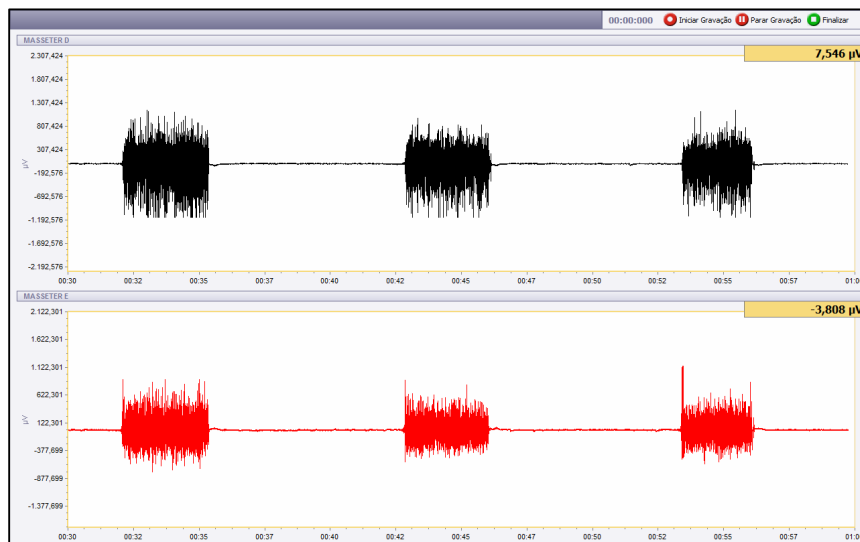 00:00:000 Iniciar Gravação Parar Gravação Finalizar
MASSETER D
7,546 µV
2.307,424
1.807,424
1.307,424
807,424
307,424
-192,576
-692,576
-1.192,576
-1.692,576
-2.192,576
µV
00:30 00:32 00:35 00:37 00:40 00:42 00:45 00:47 00:50 00:52 00:55 00:57 01:0
MASSETER E
-3,808 µV
2.122,301
1.622,301
1.122,301
622,301
122,301
-377,699
-877,699
-1.377,699
µV
00:30 00:32 00:35 00:37 00:40 00:42 00:45 00:47 00:50 00:52 00:55 00:57 01:0